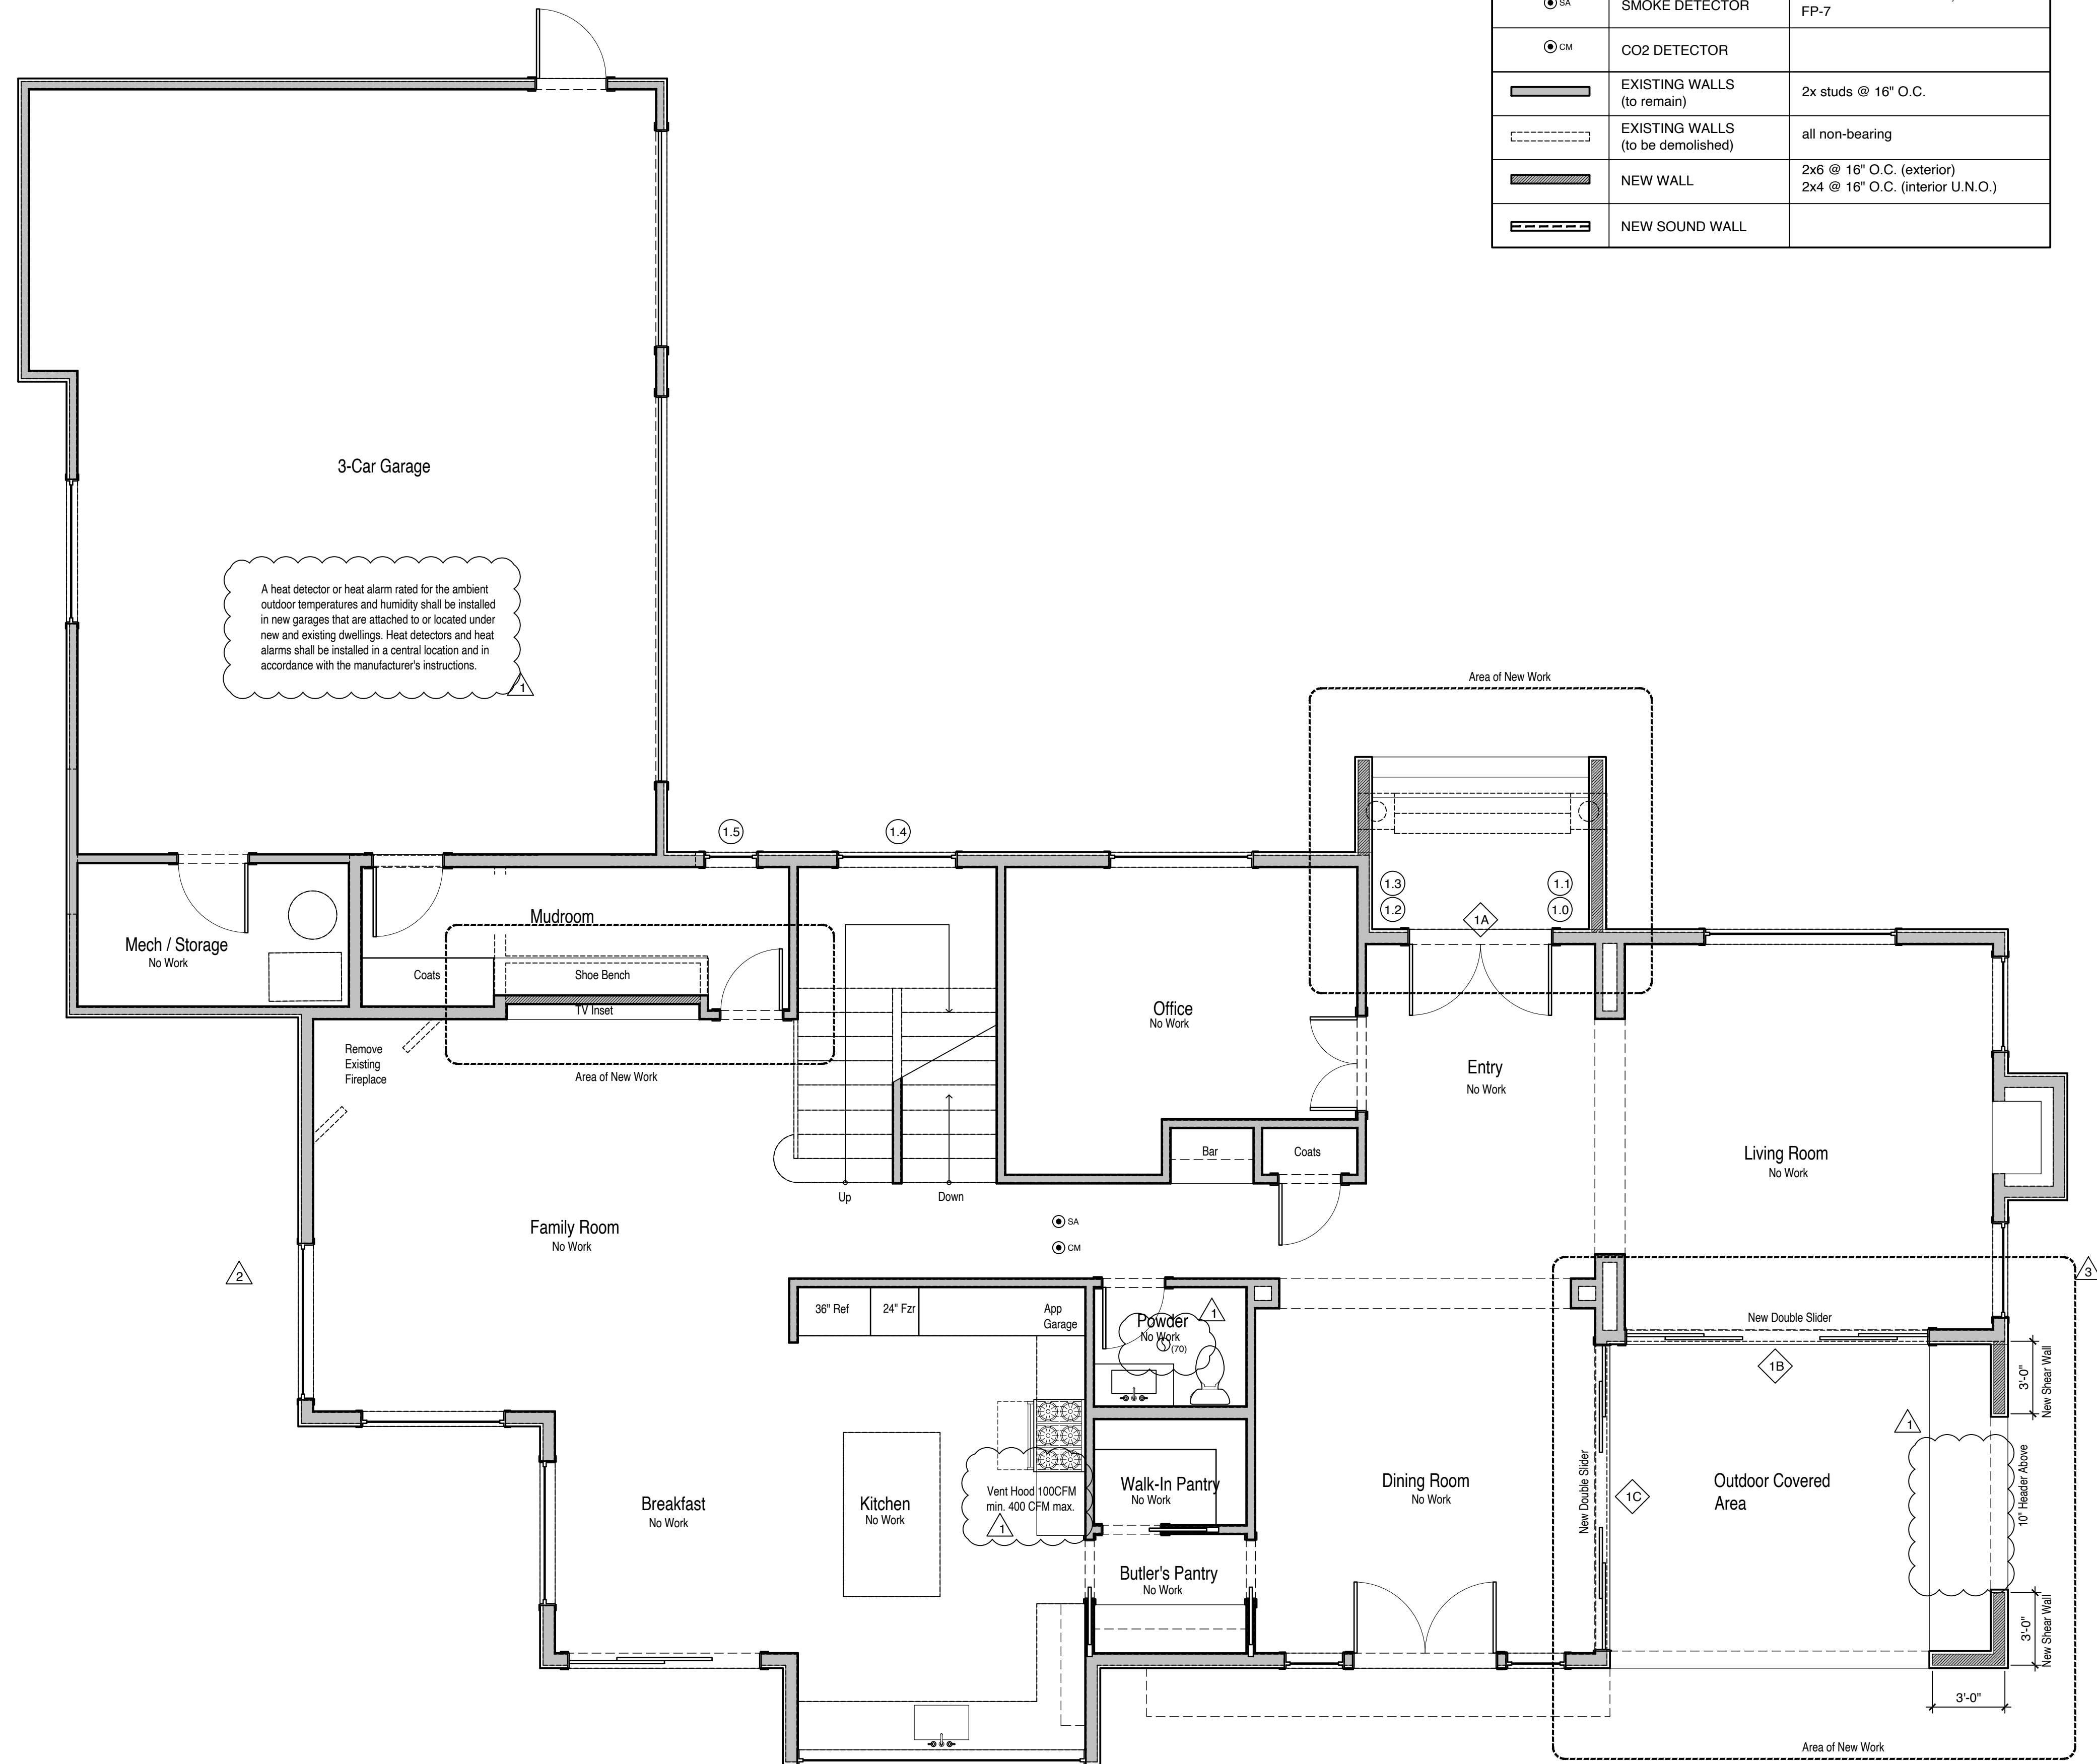 SA
SMOKE DETECTOR
FP-7
CM
CO2 DETECTOR
EXISTING WALLS
(to remain)
2x studs @ 16" O.C.
EXISTING WALLS
(to be demolished)
all non-bearing
NEW WALL
2x6 @ 16" O.C. (exterior)
2x4 @ 16" O.C. (interior U.N.O.)
NEW SOUND WALL
3-Car Garage
A heat detector or heat alarm rated for the ambient
outdoor temperatures and humidity shall be installed
in new garages that are attached to or located under
new and existing dwellings. Heat detectors and heat
alarms shall be installed in a central location and in
accordance with the manufacturer's instructions.
1
Area of New Work
1.5
1.4
1.3
1.2
1.1
1.0
1A
Mudroom
Mech / Storage
No Work
Coats
Shoe Bench
TV Inset
Remove
Existing
Fireplace
Area of New Work
Office
No Work
Entry
No Work
Bar
Coats
Living Room
No Work
Up
Down
Family Room
No Work
SA
CM
2
3
36" Ref
24" Fzr
App
Garage
Powder
No Work
(70)
1
New Double Slider
1B
3'-0"
New Shear Wall
1
10" Header Above
New Double Slider
1C
Outdoor Covered
Area
Dining Room
No Work
Walk-In Pantry
No Work
Vent Hood 100CFM
min. 400 CFM max.
1
Kitchen
No Work
Breakfast
No Work
Butler's Pantry
No Work
3'-0"
New Shear Wall
3'-0"
Area of New Work